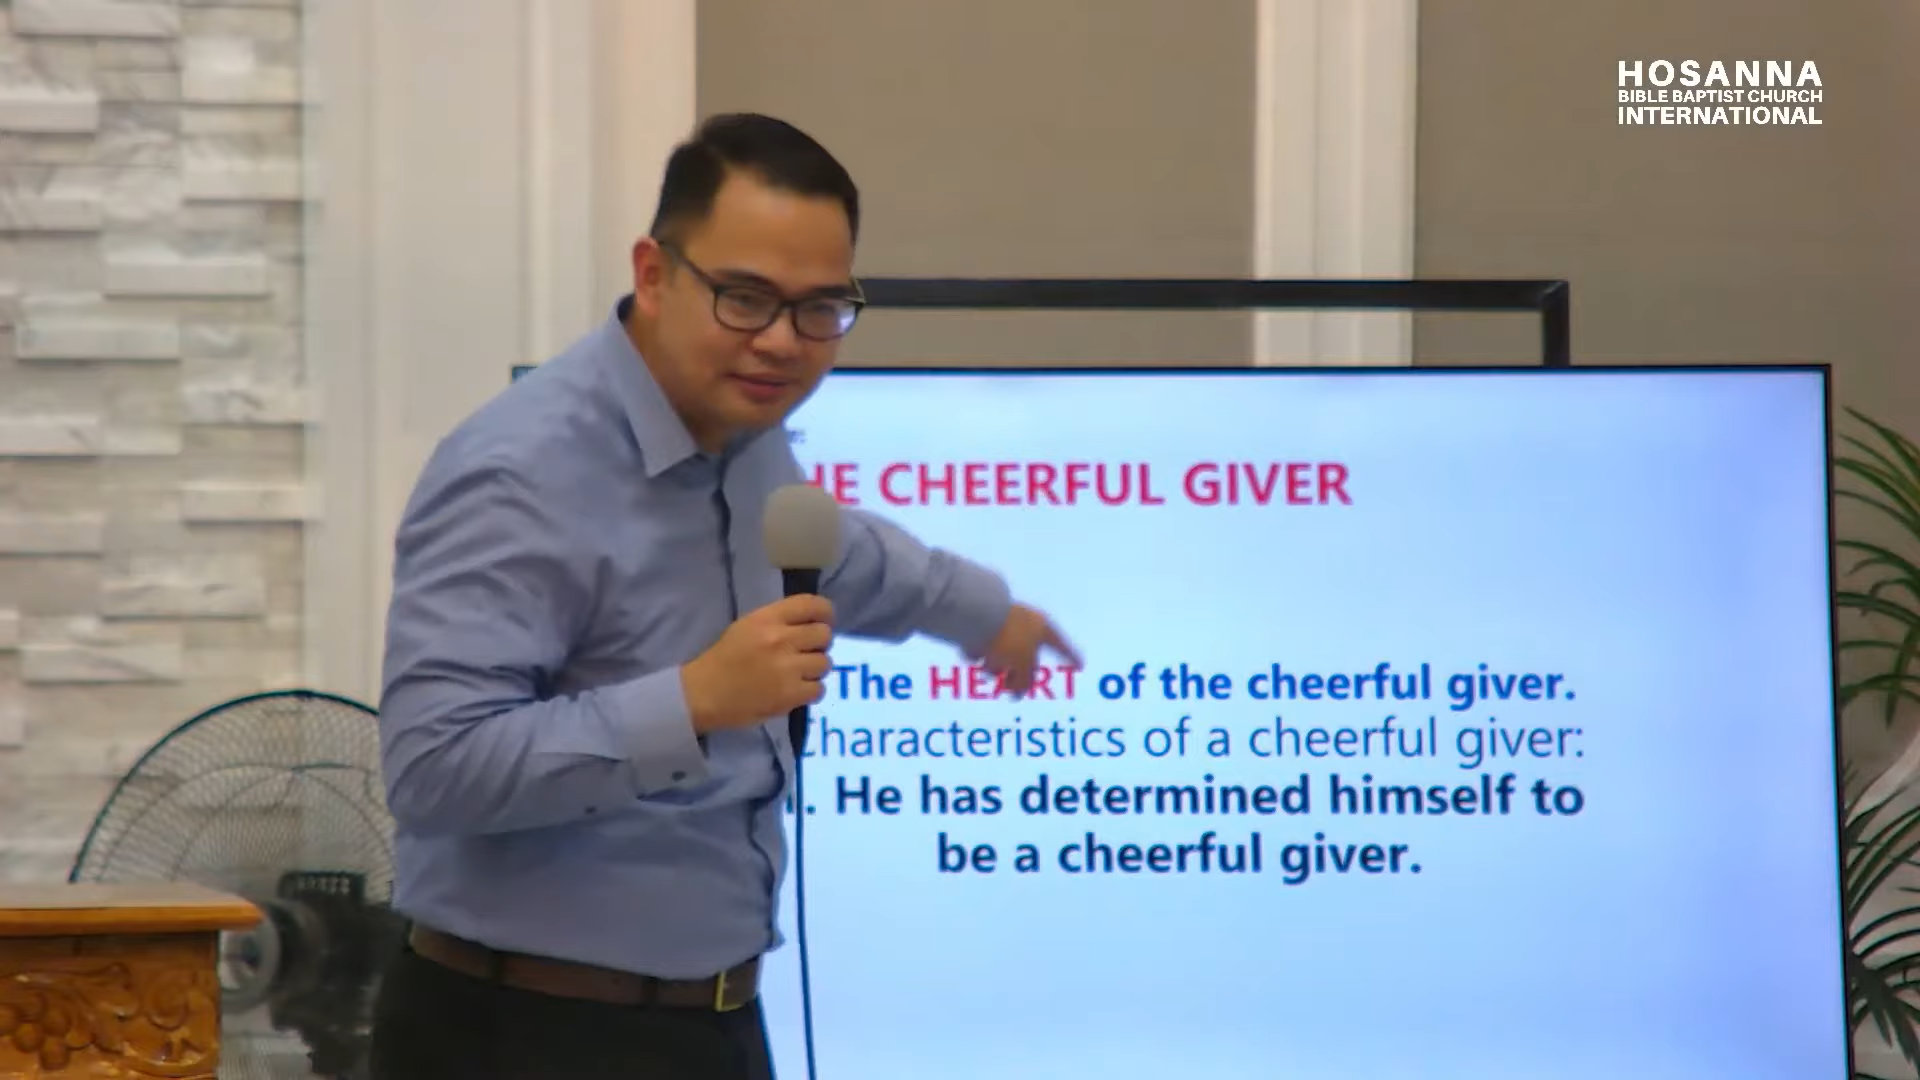 HOSANNA
BIBLE BAPTIST CHURCH
INTERNATIONAL
HE CHEERFUL GIVER
The HEART of the cheerful giver.
Characteristics of a cheerful giver:
. He has determined himself to
be a cheerful giver.